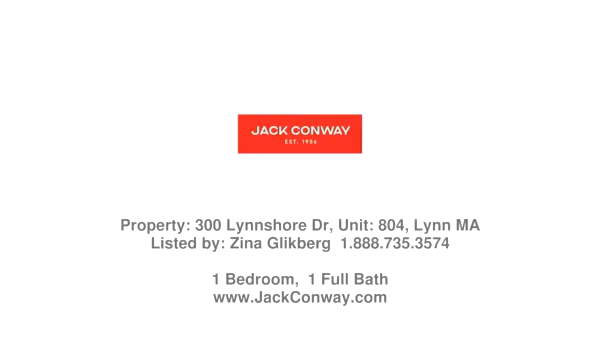 JACK CONWAY
EST. 1956
Property: 300 Lynnshore Dr, Unit: 804, Lynn MA
Listed by: Zina Glikberg  1.888.735.3574
1 Bedroom,  1 Full Bath
www.JackConway.com